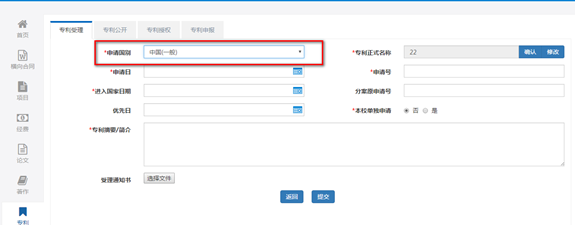 首页
横向合同
项目
经费
论文
著作
专利
专利受理 专利公开 专利授权 专利申报
*申请国别 中国(一般) *专利正式名称 22 确认 修改
*申请日 *申请号
*进入国家日期 分案原申请号
优先日 *本校单独申请 否 是
*专利摘要/简介
受理通知书 选择文件
返回 提交